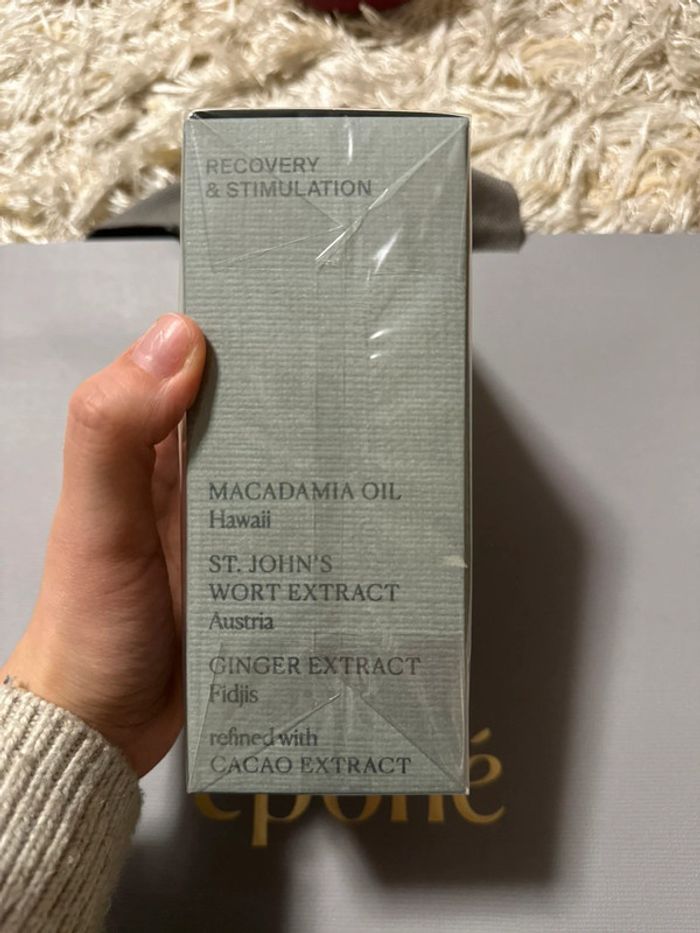 RECOVERY
& STIMULATION
MACADAMIA OIL
Hawaii
ST. JOHN'S
WORT EXTRACT
Austria
GINGER EXTRACT
Fidjis
refined with
CACAO EXTRACT